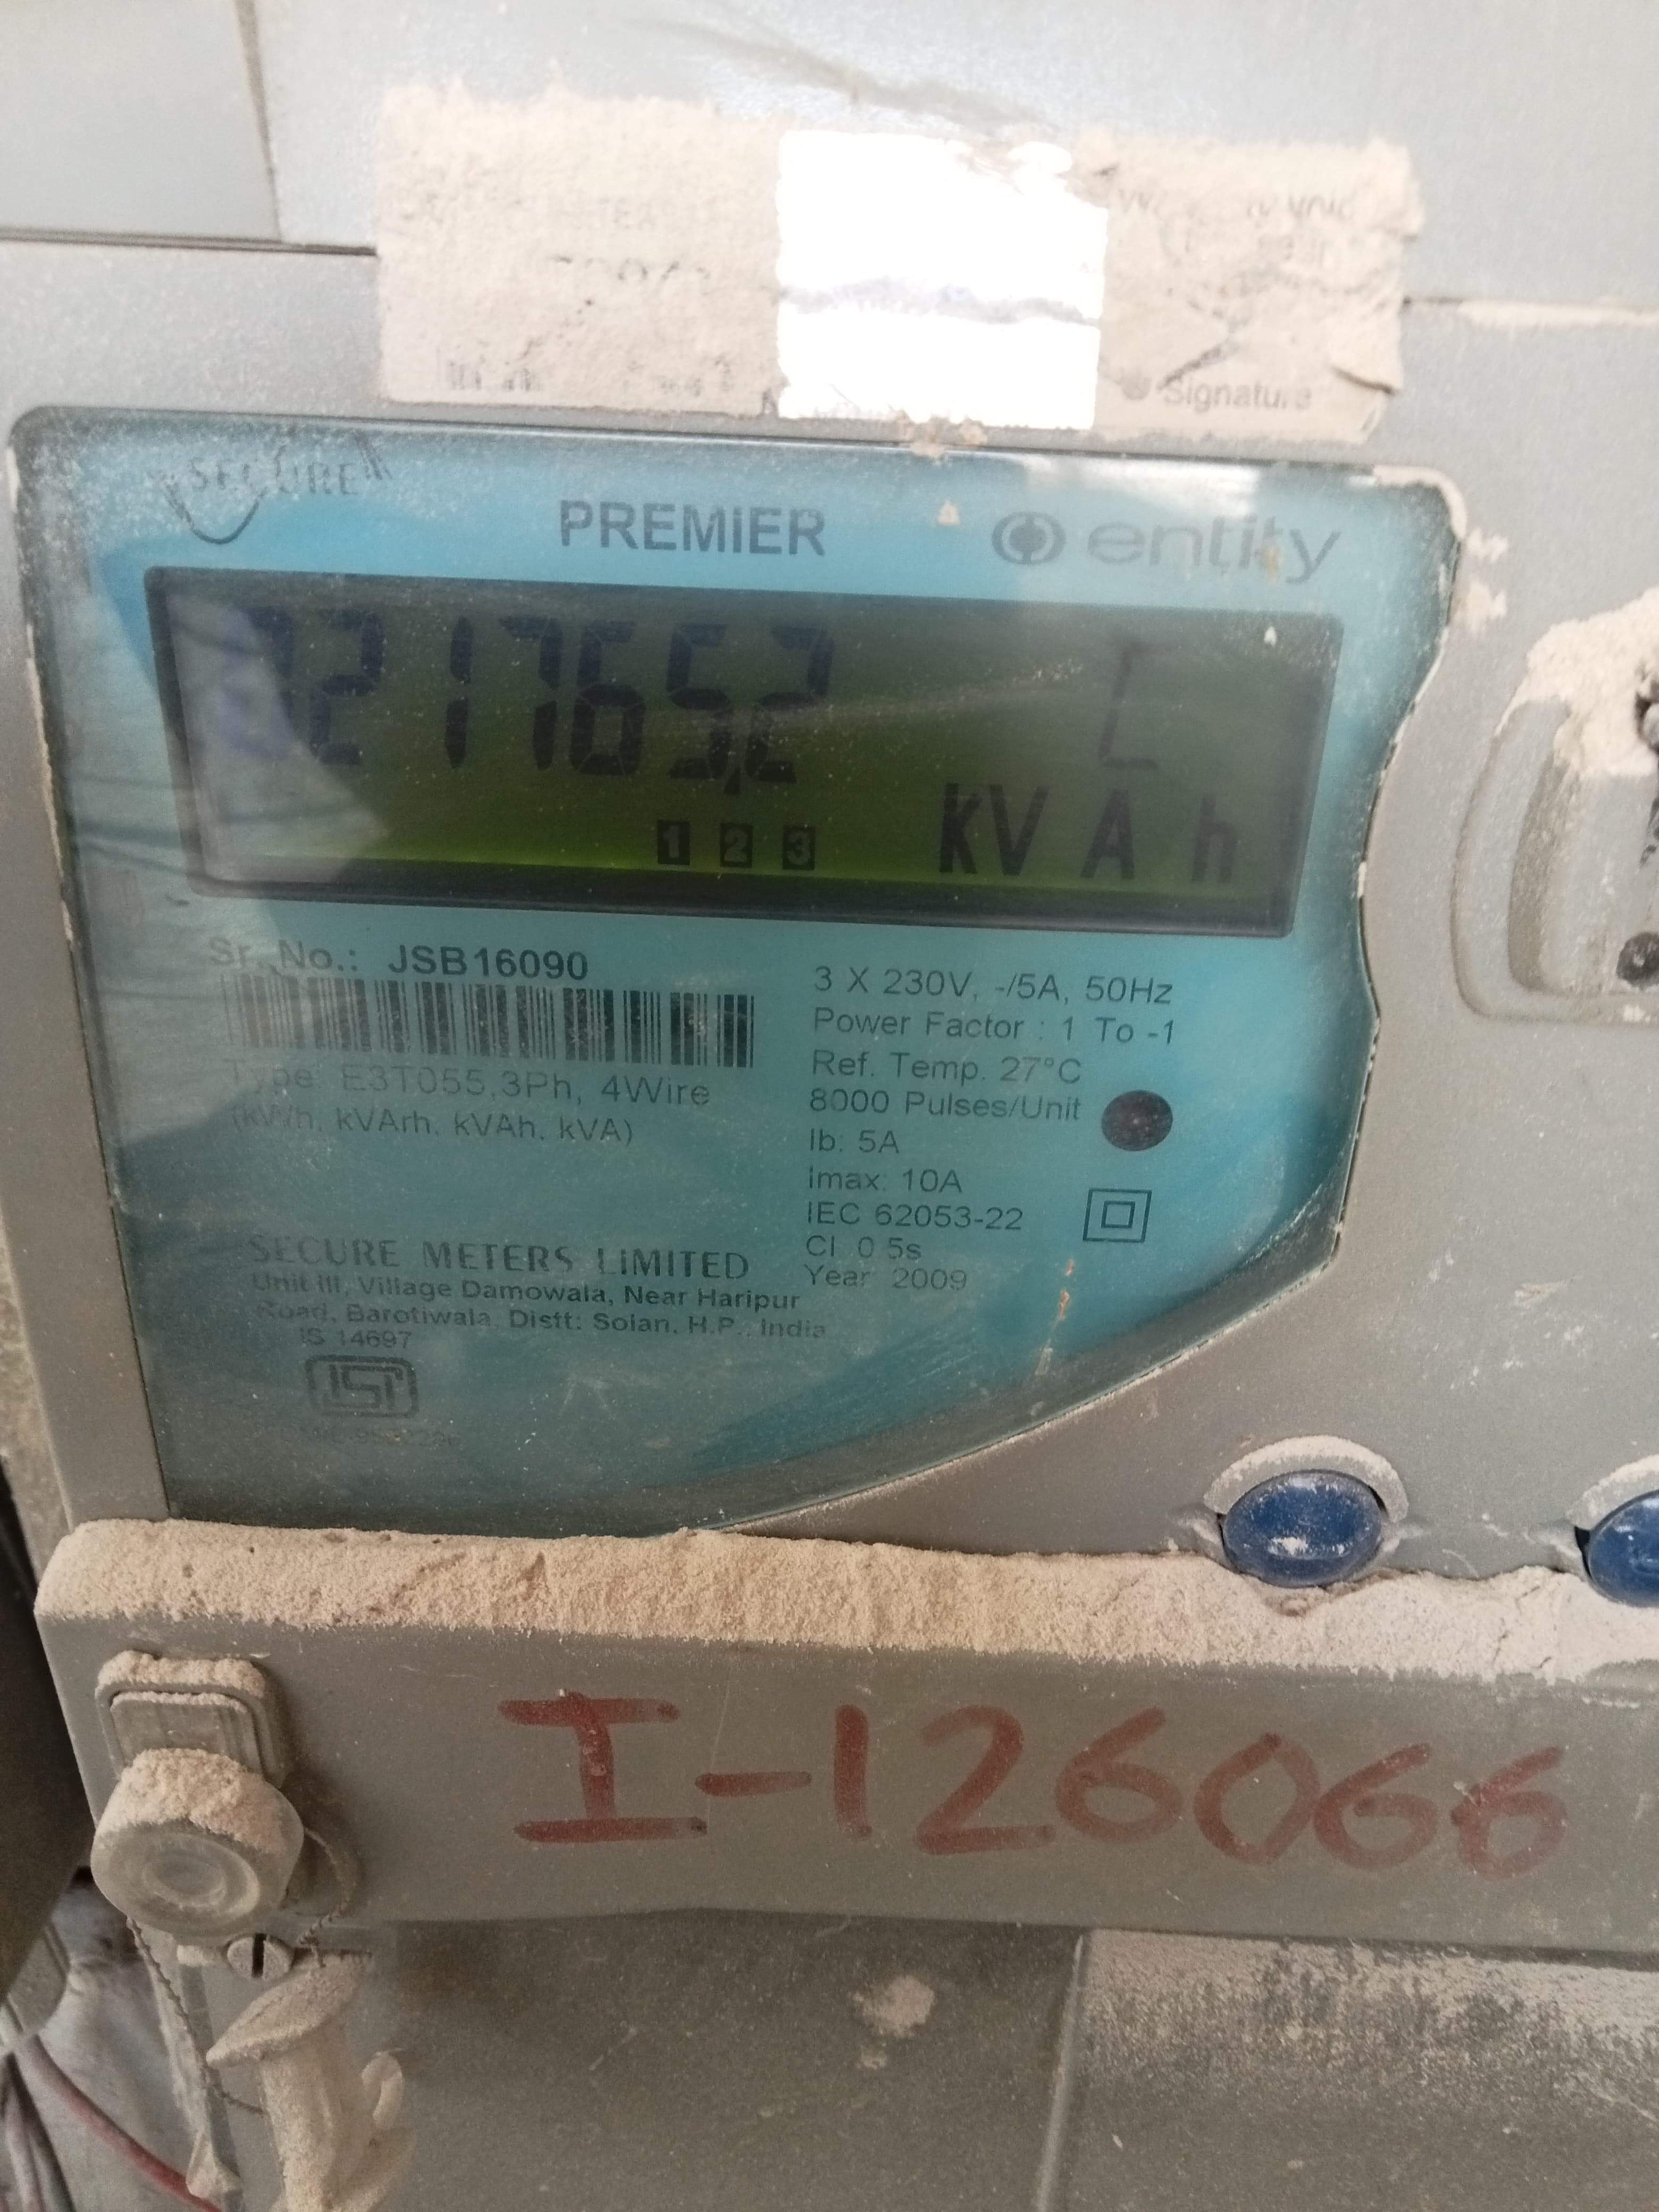 Signature
SECURE
PREMIER
entity
021765.2 C
1 2 3 KV A h
Sr. No.: JSB16090
Type E3T055,3Ph, 4Wire
(kWh, kVArh, kVAh, kVA)
3 X 230V, -/5A, 50Hz
Power Factor : 1 To -1
Ref. Temp. 27°C
8000 Pulses/Unit
Ib: 5A
Imax: 10A
IEC 62053-22
Cl 0.5s
Year 2009
SECURE METERS LIMITED
Unit III, Village Damowala, Near Haripur
Road, Barotiwala, Distt: Solan, H.P., India
IS 14697
ISI
I-126066